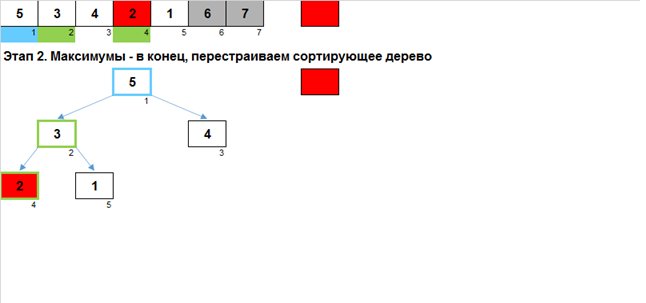 5 3 4 2 1 6 7
1 2 3 4 5 6 7
Этап 2. Максимумы - в конец, перестраиваем сортирующее дерево
5
1
3 4
2 3
2 1
4 5